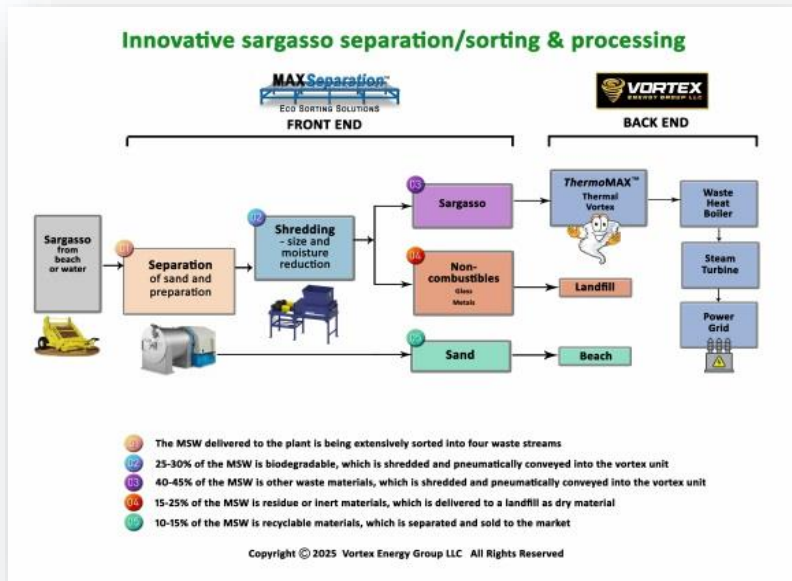 Innovative sargasso separation/sorting & processing
MAXSeparation™
ECO SORTING SOLUTIONS
FRONT END
VORTEX
ENERGY GROUP LLC
BACK END
Sargasso
from
beach
or water
01
Separation
of sand and
preparation
02
Shredding
- size and
moisture
reduction
03
Sargasso
04
Non-
combustibles
Glass
Metals
05
Sand
ThermoMAX™
Thermal
Vortex
Landfill
Beach
Waste
Heat
Boiler
Steam
Turbine
Power
Grid
01 The MSW delivered to the plant is being extensively sorted into four waste streams
02 25-30% of the MSW is biodegradable, which is shredded and pneumatically conveyed into the vortex unit
03 40-45% of the MSW is other waste materials, which is shredded and pneumatically conveyed into the vortex unit
04 15-25% of the MSW is residue or inert materials, which is delivered to a landfill as dry material
05 10-15% of the MSW is recyclable materials, which is separated and sold to the market
Copyright © 2025 Vortex Energy Group LLC All Rights Reserved